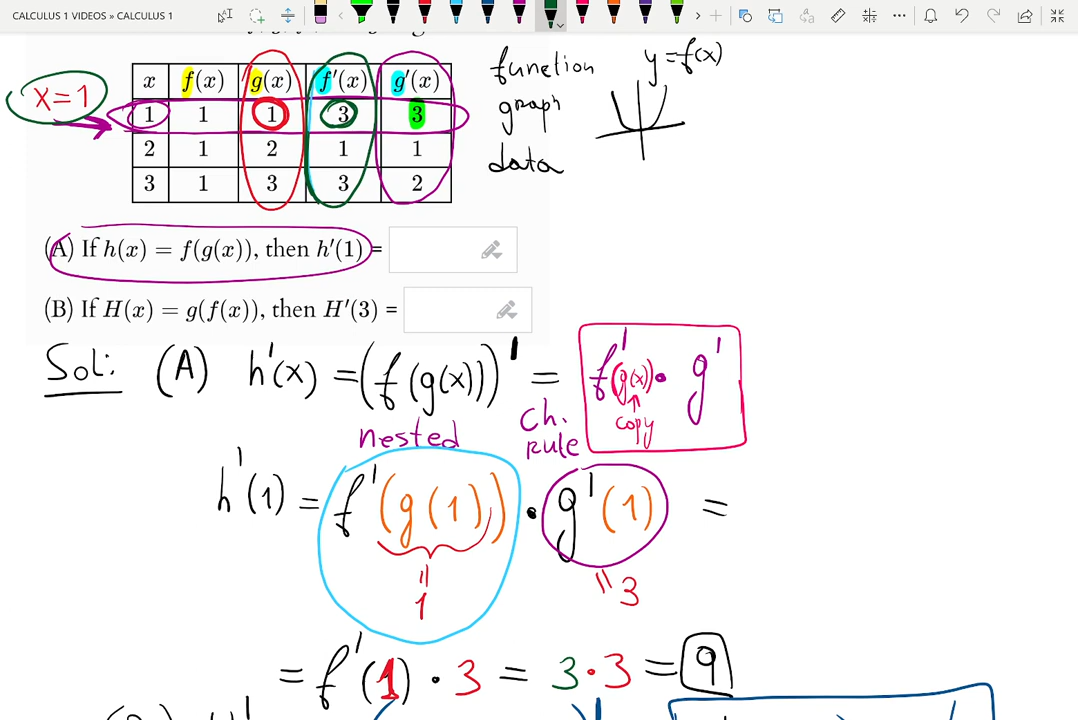 CALCULUS 1 VIDEOS » CALCULUS 1
x f(x) g(x) f'(x) g'(x)
1 1 1 3 3
2 1 2 1 1
3 1 3 3 2
x=1
function y=f(x)
graph
data
(A) If h(x) = f(g(x)), then h'(1) =
(B) If H(x) = g(f(x)), then H'(3) =
Sol: (A) h'(x) = (f(g(x)))' = f'(g(x)) • g'
copy
nested
ch. rule
h'(1) = f'(g(1)) • g'(1) =
= 1
= 3
= f'(1) • 3 = 3 • 3 = 9